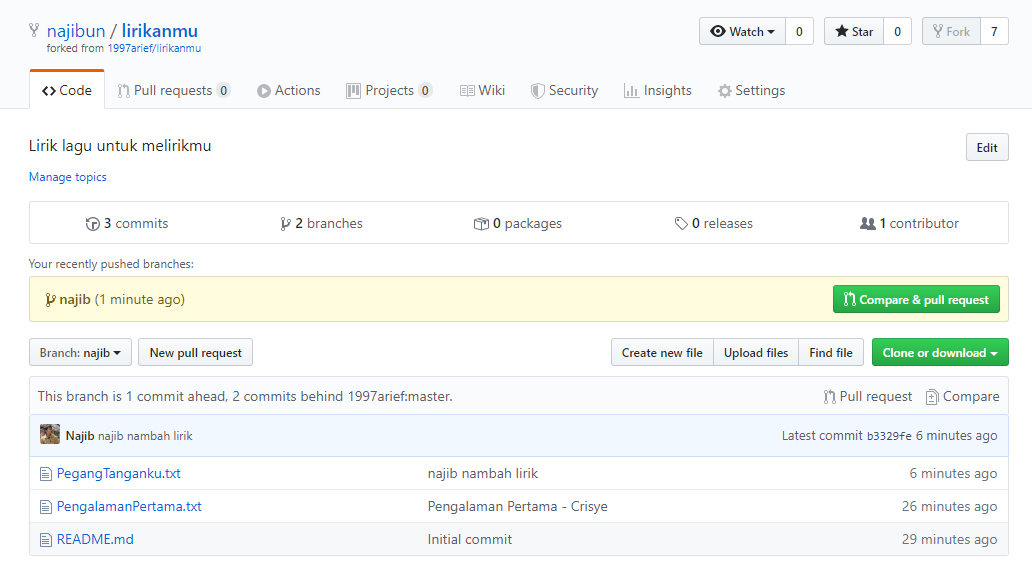 najibun / lirikanmu
Watch 0 Star 0 Fork 7
forked from 1997arief/lirikanmu
Code Pull requests 0 Actions Projects 0 Wiki Security Insights Settings
Lirik lagu untuk melirikmu
Edit
Manage topics
3 commits 2 branches 0 packages 0 releases 1 contributor
Your recently pushed branches:
najib (1 minute ago) Compare & pull request
Branch: najib New pull request Create new file Upload files Find file Clone or download
This branch is 1 commit ahead, 2 commits behind 1997arief:master. Pull request Compare
Najib najib nambah lirik Latest commit b3329fe 6 minutes ago
PegangTanganku.txt najib nambah lirik 6 minutes ago
PengalamanPertama.txt Pengalaman Pertama - Crisye 26 minutes ago
README.md Initial commit 29 minutes ago